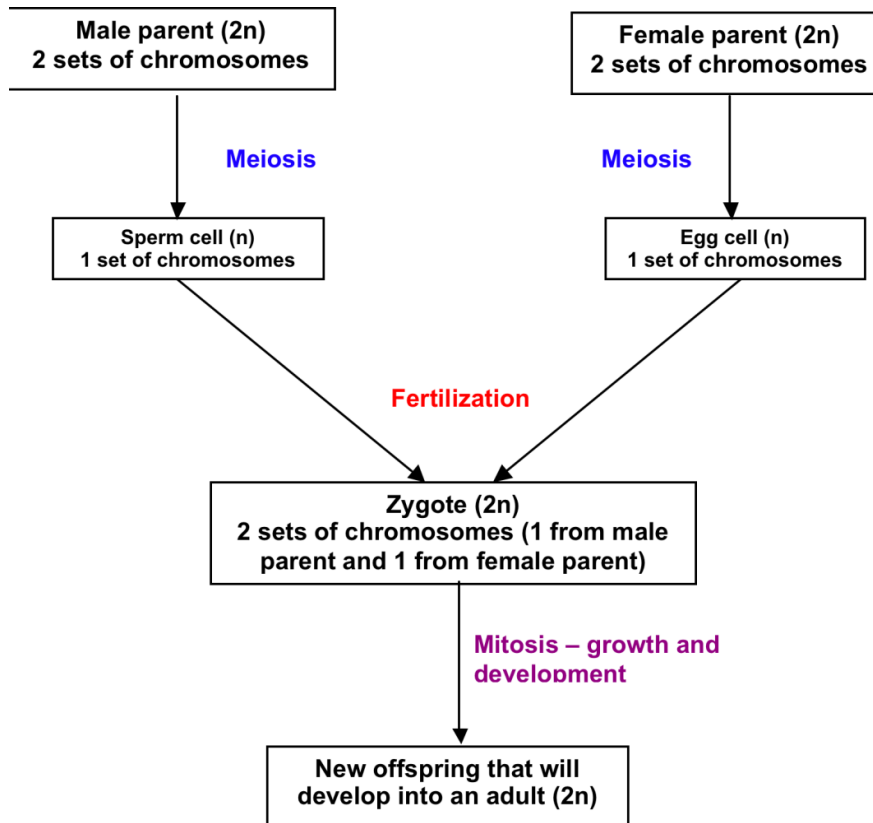 Male parent (2n)
2 sets of chromosomes
Female parent (2n)
2 sets of chromosomes
Meiosis
Meiosis
Sperm cell (n)
1 set of chromosomes
Egg cell (n)
1 set of chromosomes
Fertilization
Zygote (2n)
2 sets of chromosomes (1 from male
parent and 1 from female parent)
Mitosis – growth and
development
New offspring that will
develop into an adult (2n)